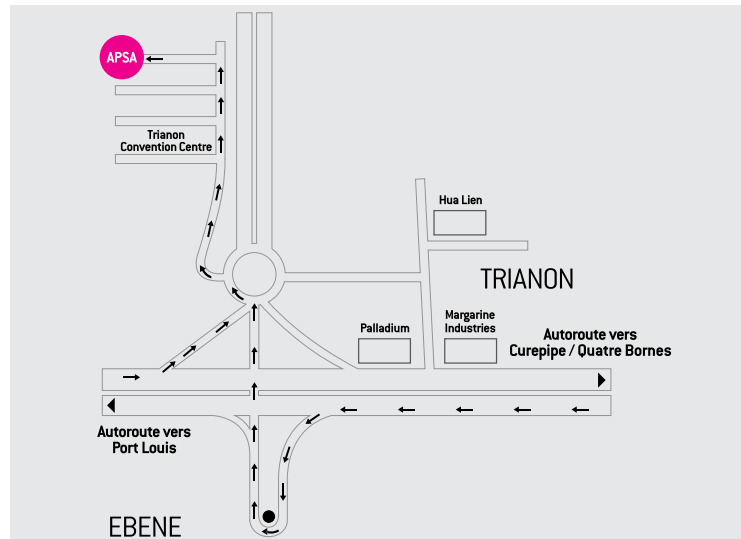 APSA
Trianon
Convention Centre
Hua Lien
TRIANON
Palladium
Margarine
Industries
Autoroute vers
Curepipe / Quatre Bornes
Autoroute vers
Port Louis
EBENE